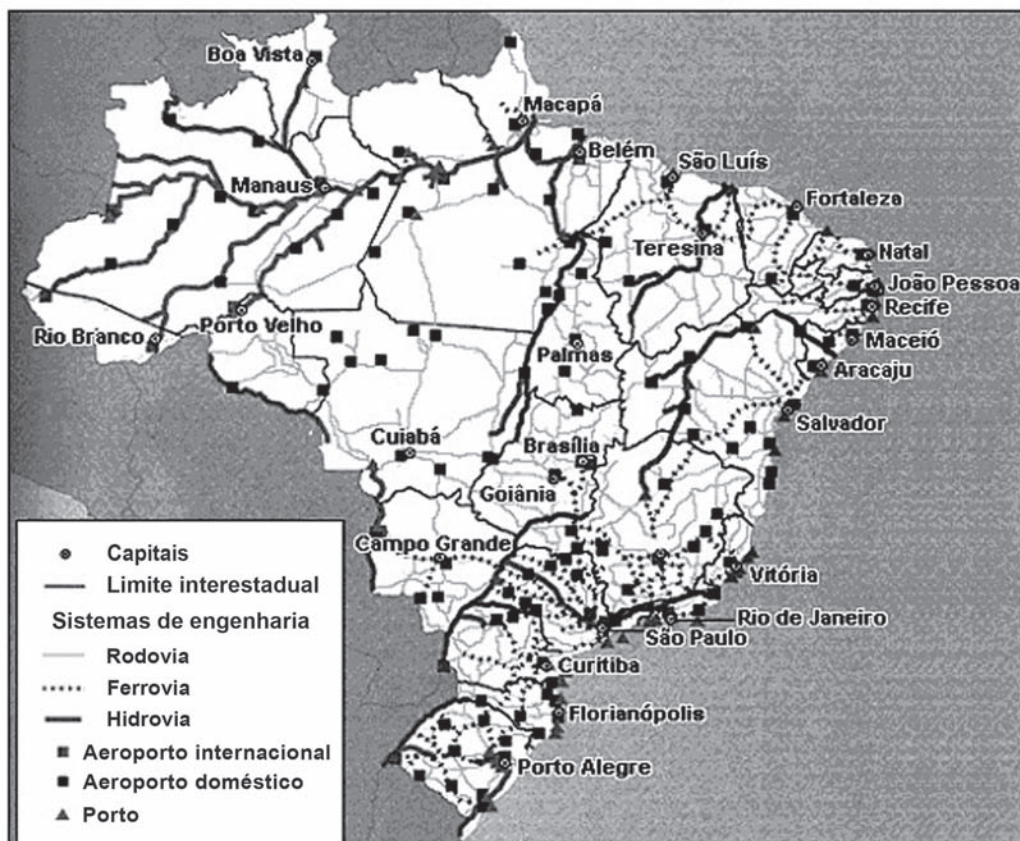 Boa Vista
Macapá
Belém
São Luís
Fortaleza
Manaus
Teresina
Natal
João Pessoa
Recife
Porto Velho
Rio Branco
Maceió
Palmas
Aracaju
Salvador
Cuiabá
Brasília
Goiânia
Campo Grande
Vitória
Rio de Janeiro
São Paulo
Curitiba
Florianópolis
Porto Alegre
Capitais
Limite interestadual
Sistemas de engenharia
Rodovia
Ferrovia
Hidrovia
Aeroporto internacional
Aeroporto doméstico
Porto